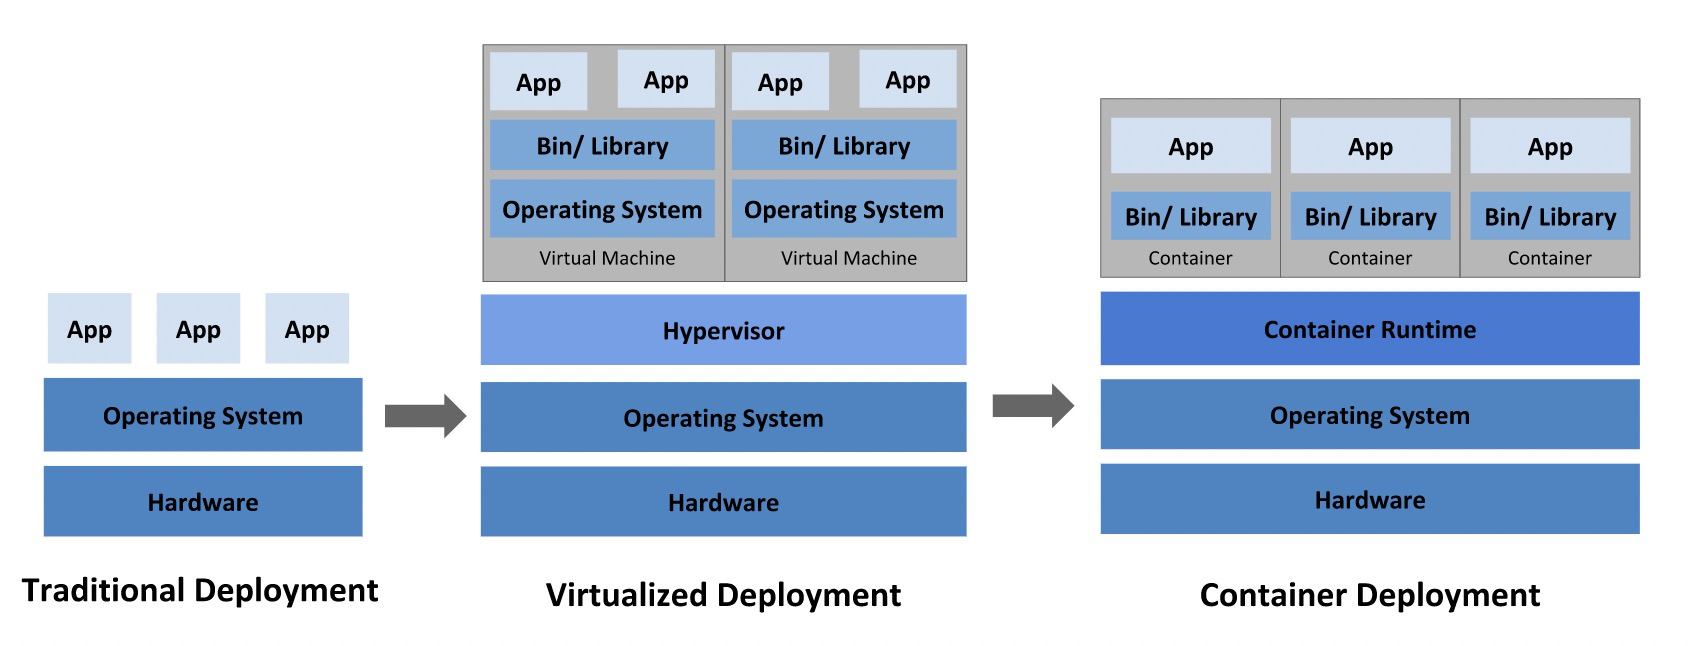 App
App
App
Operating System
Hardware
Traditional Deployment
App
App
Bin/ Library
Operating System
Virtual Machine
App
App
Bin/ Library
Operating System
Virtual Machine
Hypervisor
Operating System
Hardware
Virtualized Deployment
App
Bin/ Library
Container
App
Bin/ Library
Container
App
Bin/ Library
Container
Container Runtime
Operating System
Hardware
Container Deployment